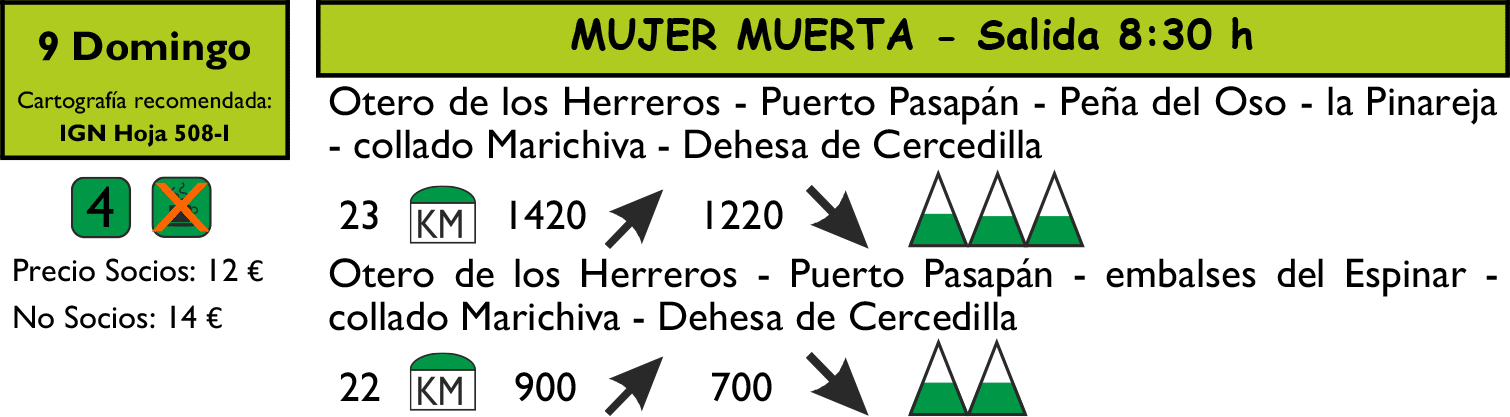 9 Domingo
Cartografía recomendada:
IGN Hoja 508-I
4
Precio Socios: 12 €
No Socios: 14 €
MUJER MUERTA - Salida 8:30 h
Otero de los Herreros - Puerto Pasapán - Peña del Oso - la Pinareja
- collado Marichiva - Dehesa de Cercedilla
23 KM 1420 1220
Otero de los Herreros - Puerto Pasapán - embalses del Espinar -
collado Marichiva - Dehesa de Cercedilla
22 KM 900 700